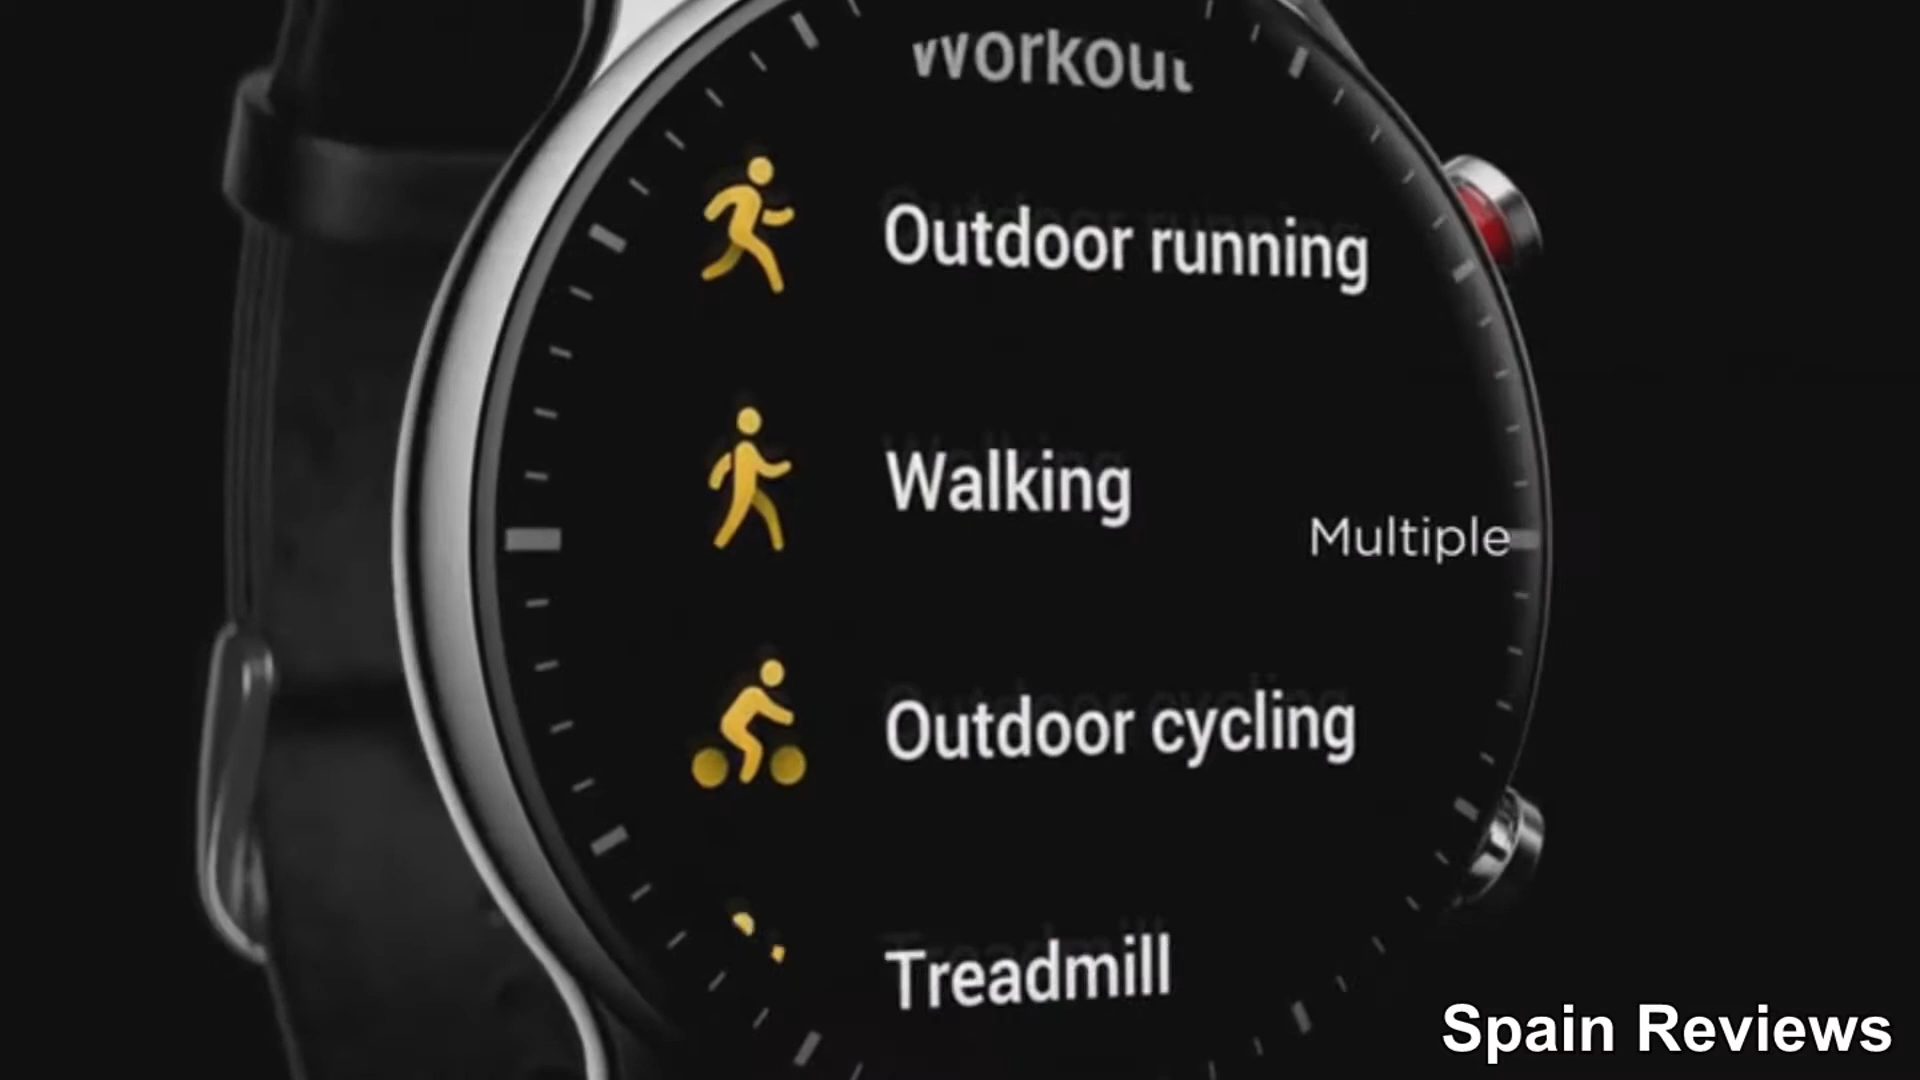 Workout
Outdoor running
Walking
Multiple
Outdoor cycling
Treadmill
Spain Reviews